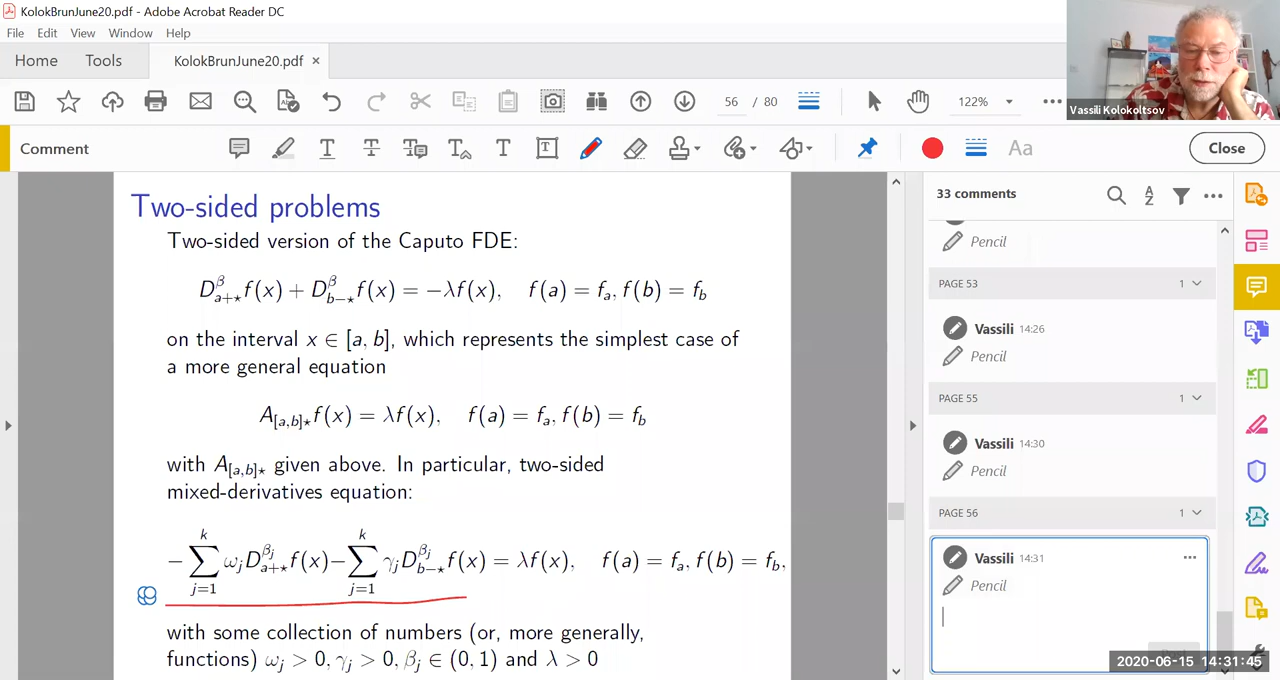 KolokBrunJune20.pdf - Adobe Acrobat Reader DC
File Edit View Window Help
Home Tools KolokBrunJune20.pdf ×
56 / 80 122%
Vassili Kolokoltsov
Comment Aa Close
Two-sided problems
Two-sided version of the Caputo FDE:
D^β_{a+⋆} f(x) + D^β_{b−⋆} f(x) = −λf(x), f(a) = f_a, f(b) = f_b
on the interval x ∈ [a, b], which represents the simplest case of
a more general equation
A_{[a,b]⋆} f(x) = λf(x), f(a) = f_a, f(b) = f_b
with A_{[a,b]⋆} given above. In particular, two-sided
mixed-derivatives equation:
−∑_{j=1}^{k} ω_j D^{β_j}_{a+⋆} f(x) − ∑_{j=1}^{k} γ_j D^{β_j}_{b−⋆} f(x) = λf(x), f(a) = f_a, f(b) = f_b,
with some collection of numbers (or, more generally,
functions) ω_j > 0, γ_j > 0, β_j ∈ (0, 1) and λ > 0
33 comments
Pencil
PAGE 53 1
Vassili 14:26
Pencil
PAGE 55 1
Vassili 14:30
Pencil
PAGE 56 1
Vassili 14:31
Pencil
2020-06-15 14:31:45